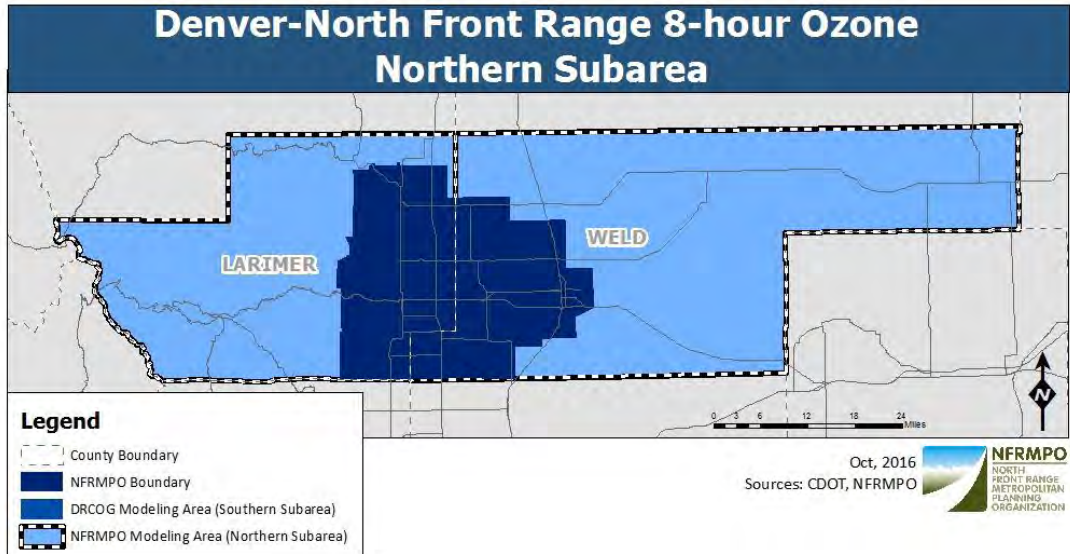 Denver-North Front Range 8-hour Ozone
Northern Subarea
LARIMER
WELD
0 3 6 12 18 24
Miles
N
Legend
County Boundary
NFRMPO Boundary
DRCOG Modeling Area (Southern Subarea)
NFRMPO Modeling Area (Northern Subarea)
Oct, 2016
Sources: CDOT, NFRMPO
NFRMPO
NORTH
FRONT RANGE
METROPOLITAN
PLANNING
ORGANIZATION